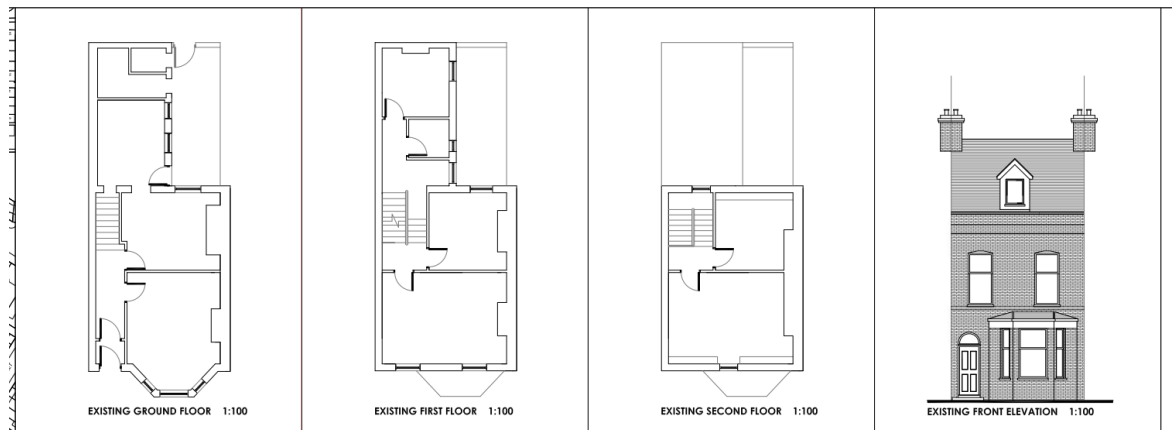 EXISTING GROUND FLOOR 1:100
EXISTING FIRST FLOOR 1:100
EXISTING SECOND FLOOR 1:100
EXISTING FRONT ELEVATION 1:100